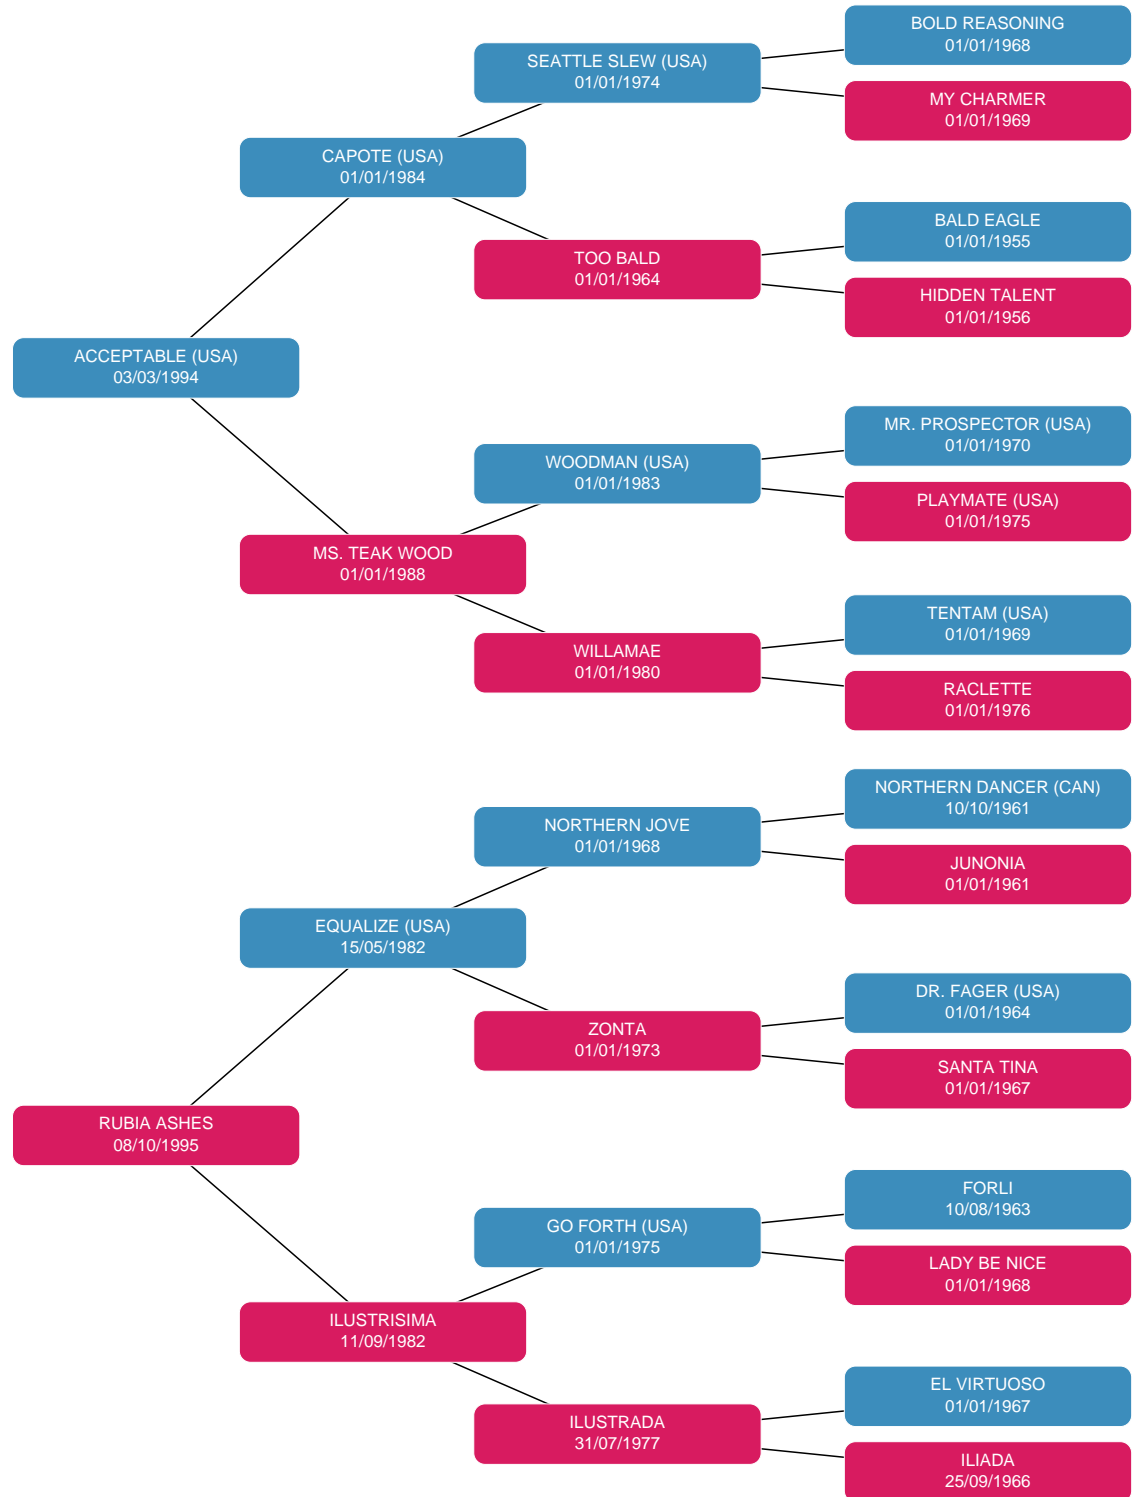 BOLD REASONING
01/01/1968
SEATTLE SLEW (USA)
01/01/1974
MY CHARMER
01/01/1969
CAPOTE (USA)
01/01/1984
BALD EAGLE
01/01/1955
TOO BALD
01/01/1964
HIDDEN TALENT
01/01/1956
ACCEPTABLE (USA)
03/03/1994
MR. PROSPECTOR (USA)
01/01/1970
WOODMAN (USA)
01/01/1983
PLAYMATE (USA)
01/01/1975
MS. TEAK WOOD
01/01/1988
TENTAM (USA)
01/01/1969
WILLAMAE
01/01/1980
RACLETTE
01/01/1976
NORTHERN DANCER (CAN)
10/10/1961
NORTHERN JOVE
01/01/1968
JUNONIA
01/01/1961
EQUALIZE (USA)
15/05/1982
DR. FAGER (USA)
01/01/1964
ZONTA
01/01/1973
SANTA TINA
01/01/1967
RUBIA ASHES
08/10/1995
FORLI
10/08/1963
GO FORTH (USA)
01/01/1975
LADY BE NICE
01/01/1968
ILUSTRISIMA
11/09/1982
EL VIRTUOSO
01/01/1967
ILUSTRADA
31/07/1977
ILIADA
25/09/1966